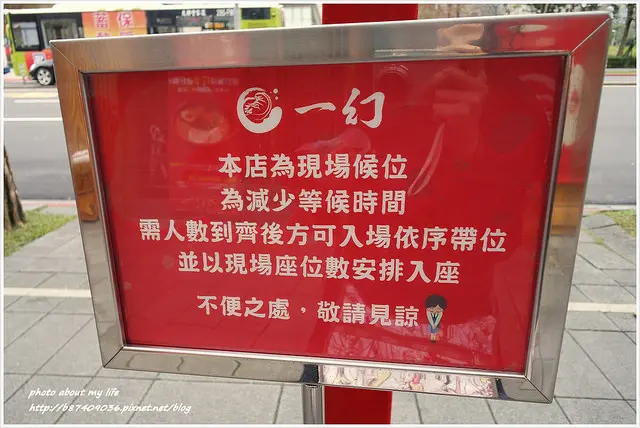 一幻
本店為現場候位
為減少等候時間
需人數到齊後方可入場依序帶位
並以現場座位數安排入座
不便之處，敬請見諒
photo about my life
http://b87409036.pixnet.net/blog